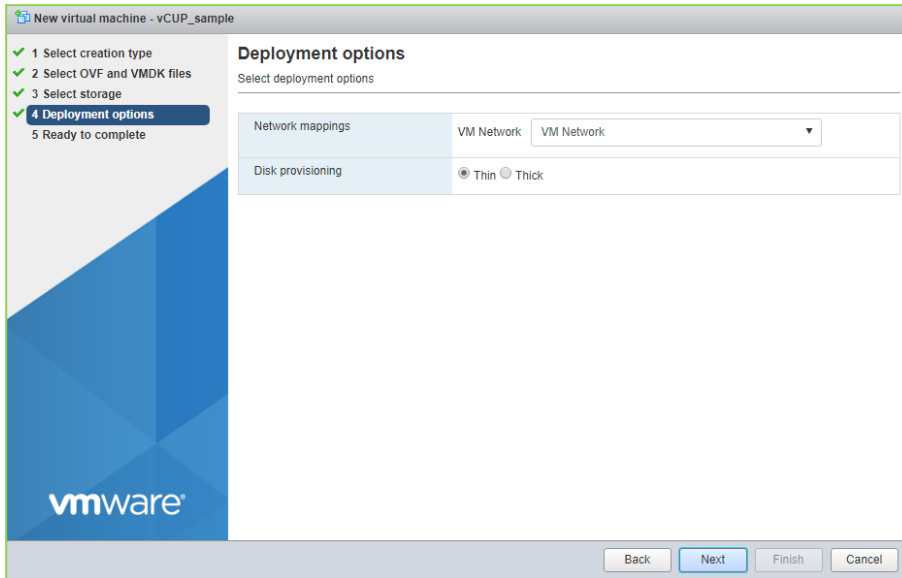 New virtual machine - vCUP_sample
1 Select creation type
2 Select OVF and VMDK files
3 Select storage
4 Deployment options
5 Ready to complete
Deployment options
Select deployment options
Network mappings
VM Network VM Network
Disk provisioning
Thin Thick
vmware®
Back Next Finish Cancel